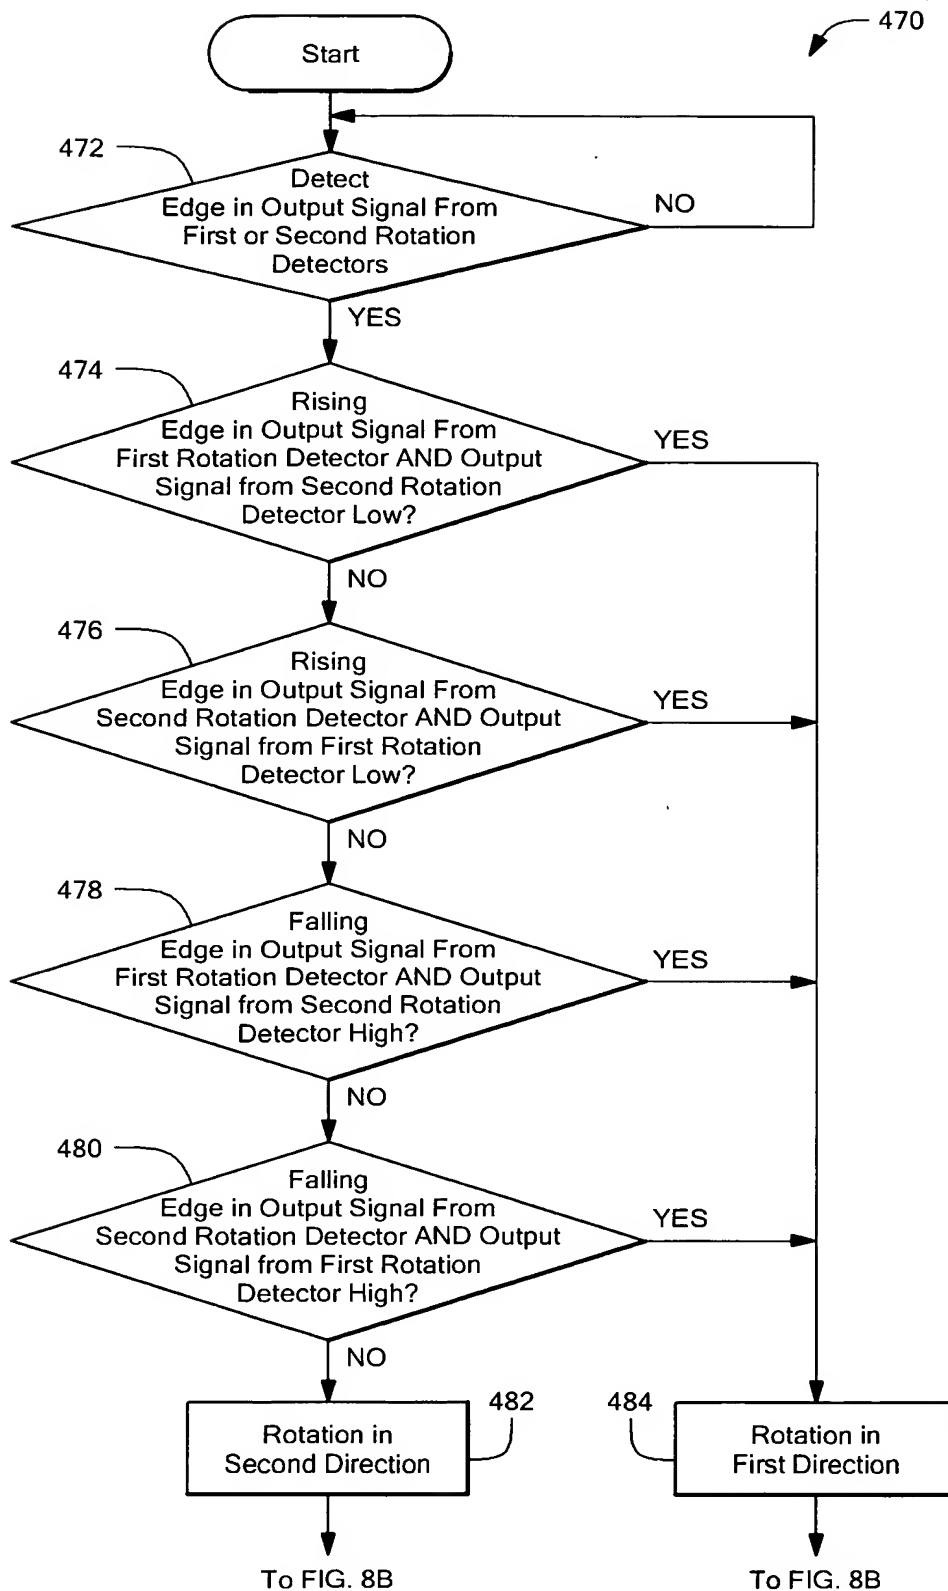 470
Start
472
Detect
Edge in Output Signal From
First or Second Rotation
Detectors
NO
YES
474
Rising
Edge in Output Signal From
First Rotation Detector AND Output
Signal from Second Rotation
Detector Low?
YES
NO
476
Rising
Edge in Output Signal From
Second Rotation Detector AND Output
Signal from First Rotation
Detector Low?
YES
NO
478
Falling
Edge in Output Signal From
First Rotation Detector AND Output
Signal from Second Rotation
Detector High?
YES
NO
480
Falling
Edge in Output Signal From
Second Rotation Detector AND Output
Signal from First Rotation
Detector High?
YES
NO
482
Rotation in
Second Direction
484
Rotation in
First Direction
To FIG. 8B
To FIG. 8B